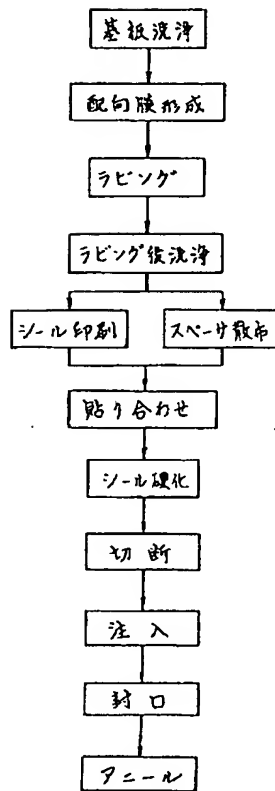 基板洗浄
配向膜形成
ラビング
ラビング後洗浄
シール印刷
スペーサ散布
貼り合わせ
シール硬化
切断
注入
封口
アニール